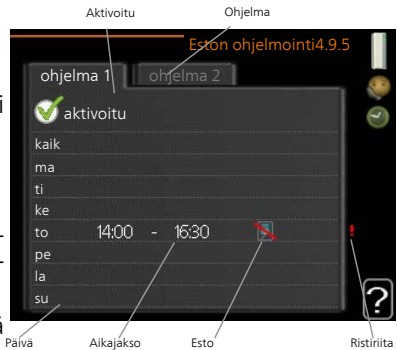 Aktivoitu Ohjelma
Eston ohjelmointi4.9.5
ohjelma 1 ohjelma 2
aktivoitu
kaik
ma
ti
ke
to 14:00 - 16:30
pe
la
su
?
Päivä Aikajakso Esto Ristiriita